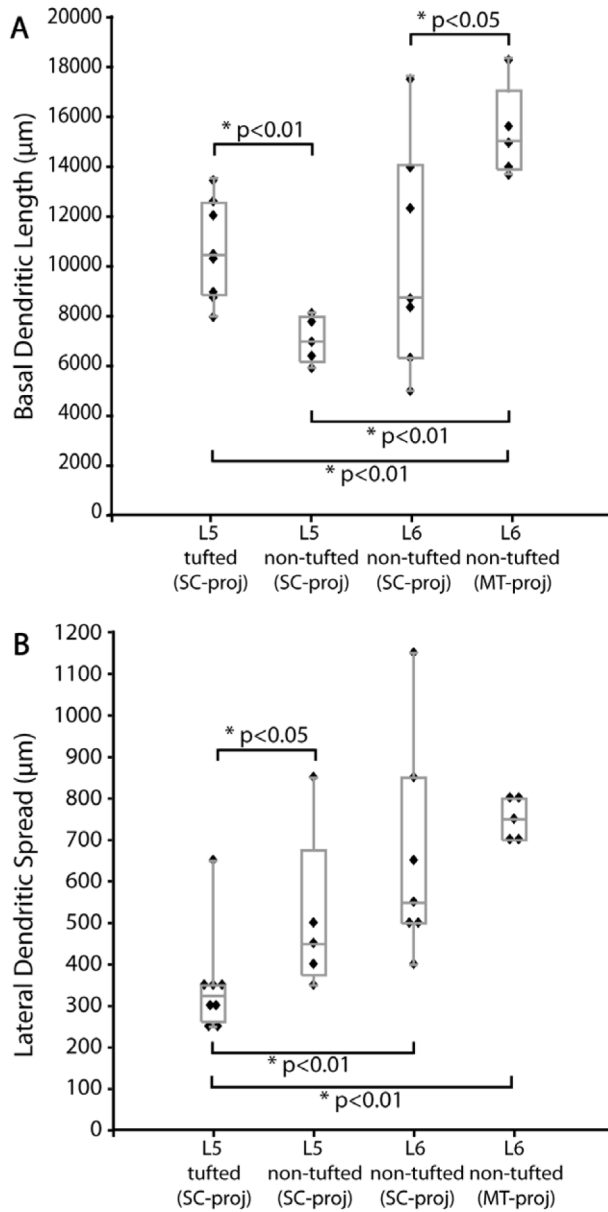 A
Basal Dendritic Length (µm)
20000
18000
16000
14000
12000
10000
8000
6000
4000
2000
0
* p<0.05
* p<0.01
* p<0.01
* p<0.01
L5 L5 L6 L6
tufted non-tufted non-tufted non-tufted
(SC-proj) (SC-proj) (SC-proj) (MT-proj)
B
Lateral Dendritic Spread (µm)
1200
1100
1000
900
800
700
600
500
400
300
200
100
0
* p<0.05
* p<0.01
* p<0.01
L5 L5 L6 L6
tufted non-tufted non-tufted non-tufted
(SC-proj) (SC-proj) (SC-proj) (MT-proj)